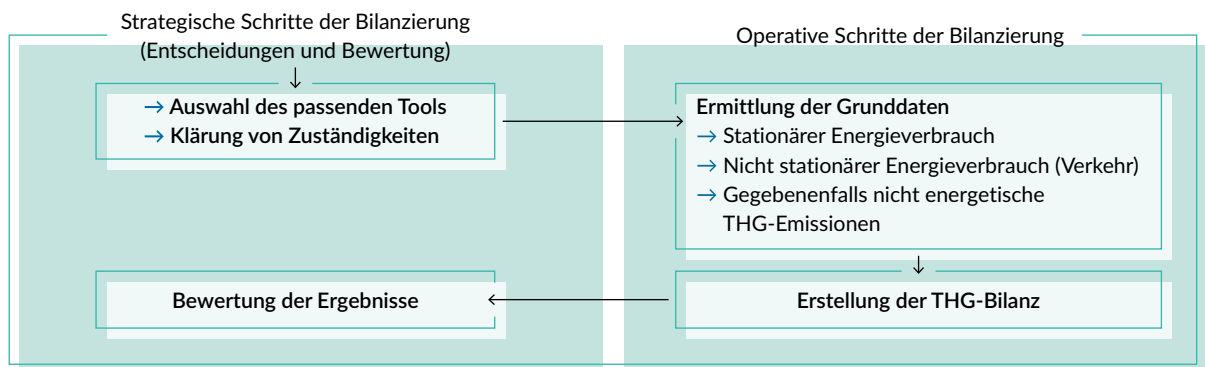 Strategische Schritte der Bilanzierung
(Entscheidungen und Bewertung)
→ Auswahl des passenden Tools
→ Klärung von Zuständigkeiten
Operative Schritte der Bilanzierung
Ermittlung der Grunddaten
→ Stationärer Energieverbrauch
→ Nicht stationärer Energieverbrauch (Verkehr)
→ Gegebenenfalls nicht energetische
THG-Emissionen
Erstellung der THG-Bilanz
Bewertung der Ergebnisse